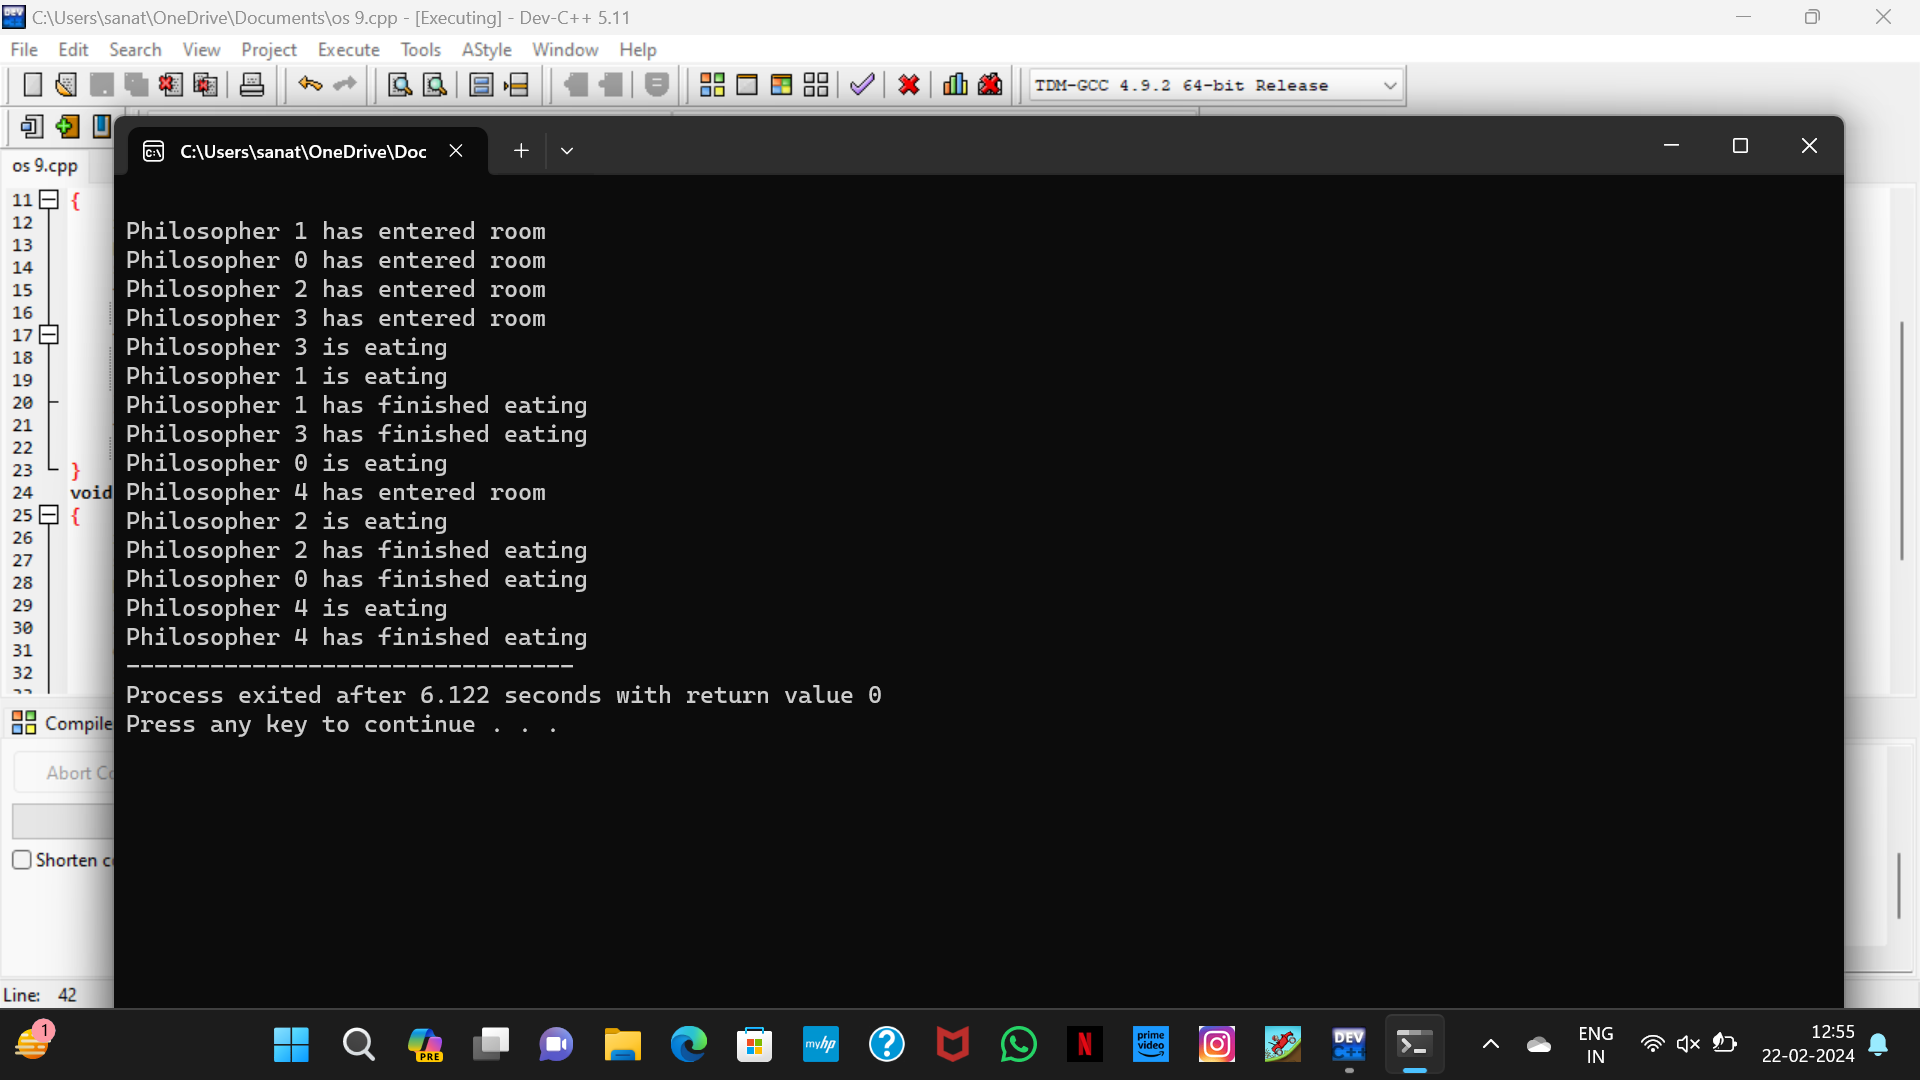 C:\Users\sanat\OneDrive\Documents\os 9.cpp - [Executing] - Dev-C++ 5.11
File Edit Search View Project Execute Tools AStyle Window Help
TDM-GCC 4.9.2 64-bit Release
C:\Users\sanat\OneDrive\Doc
os 9.cpp
11 {
12
13
14
15
16
17
18
19
20
21
22
23 }
24 void
25 {
26
27
28
29
30
31
32
Philosopher 1 has entered room
Philosopher 0 has entered room
Philosopher 2 has entered room
Philosopher 3 has entered room
Philosopher 3 is eating
Philosopher 1 is eating
Philosopher 1 has finished eating
Philosopher 3 has finished eating
Philosopher 0 is eating
Philosopher 4 has entered room
Philosopher 2 is eating
Philosopher 2 has finished eating
Philosopher 0 has finished eating
Philosopher 4 is eating
Philosopher 4 has finished eating
--------------------------------
Process exited after 6.122 seconds with return value 0
Press any key to continue . . .
Compile
Abort Co
Shorten c
Line: 42
1
PRE
myhp
prime video
DEV C++
ENG
IN
12:55
22-02-2024